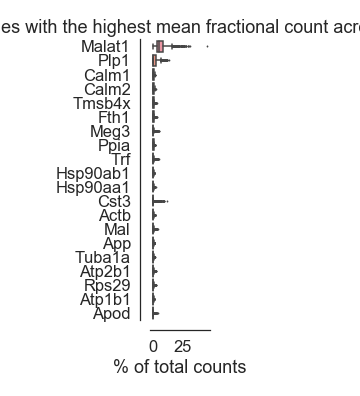 es with the highest mean fractional count acr
Malat1
Plp1
Calm1
Calm2
Tmsb4x
Fth1
Meg3
Ppia
Trf
Hsp90ab1
Hsp90aa1
Cst3
Actb
Mal
App
Tuba1a
Atp2b1
Rps29
Atp1b1
Apod
0 25
% of total counts